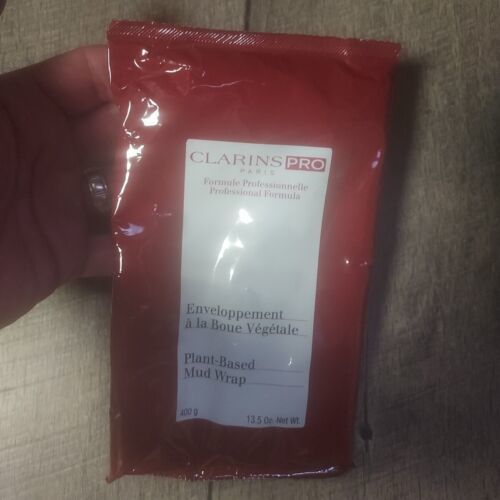 CLARINS PRO
PARIS
Formule Professionnelle
Professional Formula
Enveloppement
à la Boue Végétale
Plant-Based
Mud Wrap
400 g 13.5 Oz. Net Wt.